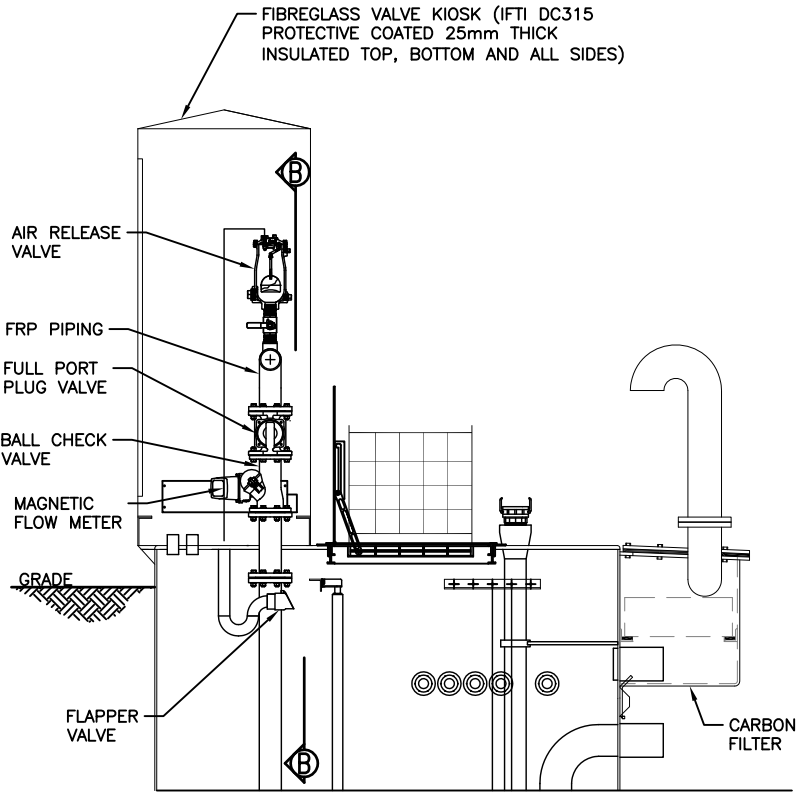 FIBREGLASS VALVE KIOSK (IFTI DC315
PROTECTIVE COATED 25mm THICK
INSULATED TOP, BOTTOM AND ALL SIDES)
B
AIR RELEASE
VALVE
FRP PIPING
FULL PORT
PLUG VALVE
BALL CHECK
VALVE
MAGNETIC
FLOW METER
GRADE
FLAPPER
VALVE
B
CARBON
FILTER